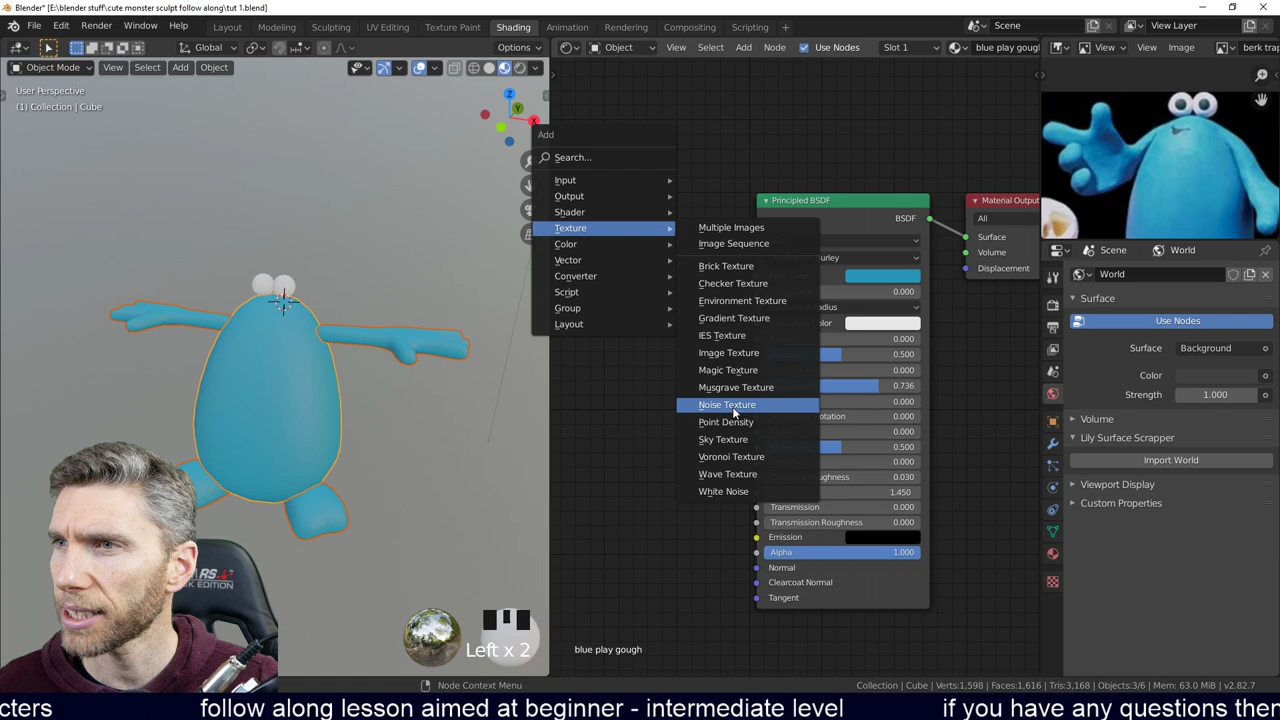 Blender* [E:\blender stuff\cute monster sculpt follow along\tut 1.blend]
File Edit Render Window Help Layout Modeling Sculpting UV Editing Texture Paint Shading Animation Rendering Compositing Scripting Scene View Layer
Global Options Object View Select Add Node Use Nodes Slot 1 blue play gough View Image berk trap
Object Mode View Select Add Object
User Perspective
(1) Collection | Cube
Z
Y
X
Add
Search...
Input
Output
Shader
Texture
Color
Vector
Converter
Script
Group
Layout
Multiple Images
Image Sequence
Brick Texture
Checker Texture
Environment Texture
Gradient Texture
IES Texture
Image Texture
Magic Texture
Musgrave Texture
Noise Texture
Point Density
Sky Texture
Voronoi Texture
Wave Texture
White Noise
Principled BSDF
BSDF
0.000
0.000
0.500
0.000
0.736
0.000
0.000
0.000
0.500
0.000
0.030
1.450
Transmission 0.000
Transmission Roughness 0.000
Emission
Alpha 1.000
Normal
Clearcoat Normal
Tangent
Material Output
All
Surface
Volume
Displacement
Scene World
World
Surface
Use Nodes
Surface Background
Color
Strength 1.000
Volume
Lily Surface Scrapper
Import World
Viewport Display
Custom Properties
RS
EDITION
Left x 2
blue play gough
Node Context Menu
Collection | Cube | Verts:1,598 | Faces:1,616 | Tris:3,168 | Objects:3/6 | Mem: 63.0 MiB | v2.82.7
cters follow along lesson aimed at beginner - intermediate level if you have any questions then